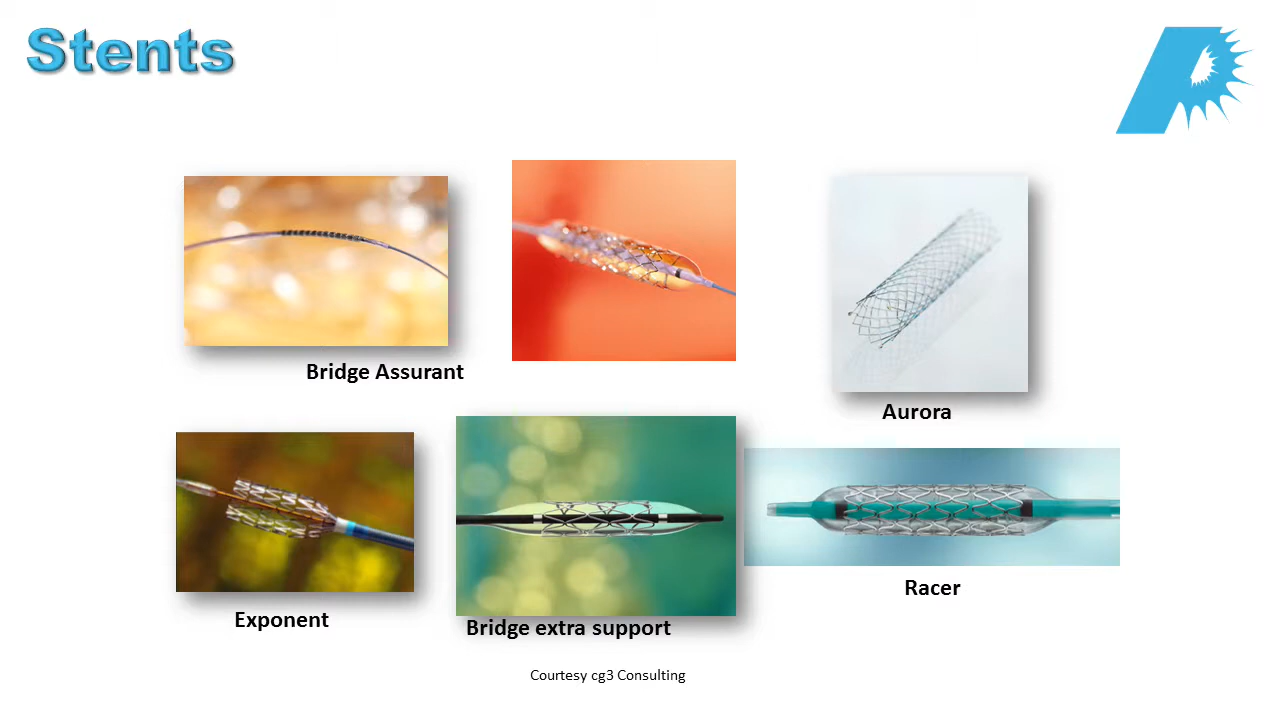 Stents
Bridge Assurant
Aurora
Exponent
Bridge extra support
Racer
Courtesy cg3 Consulting